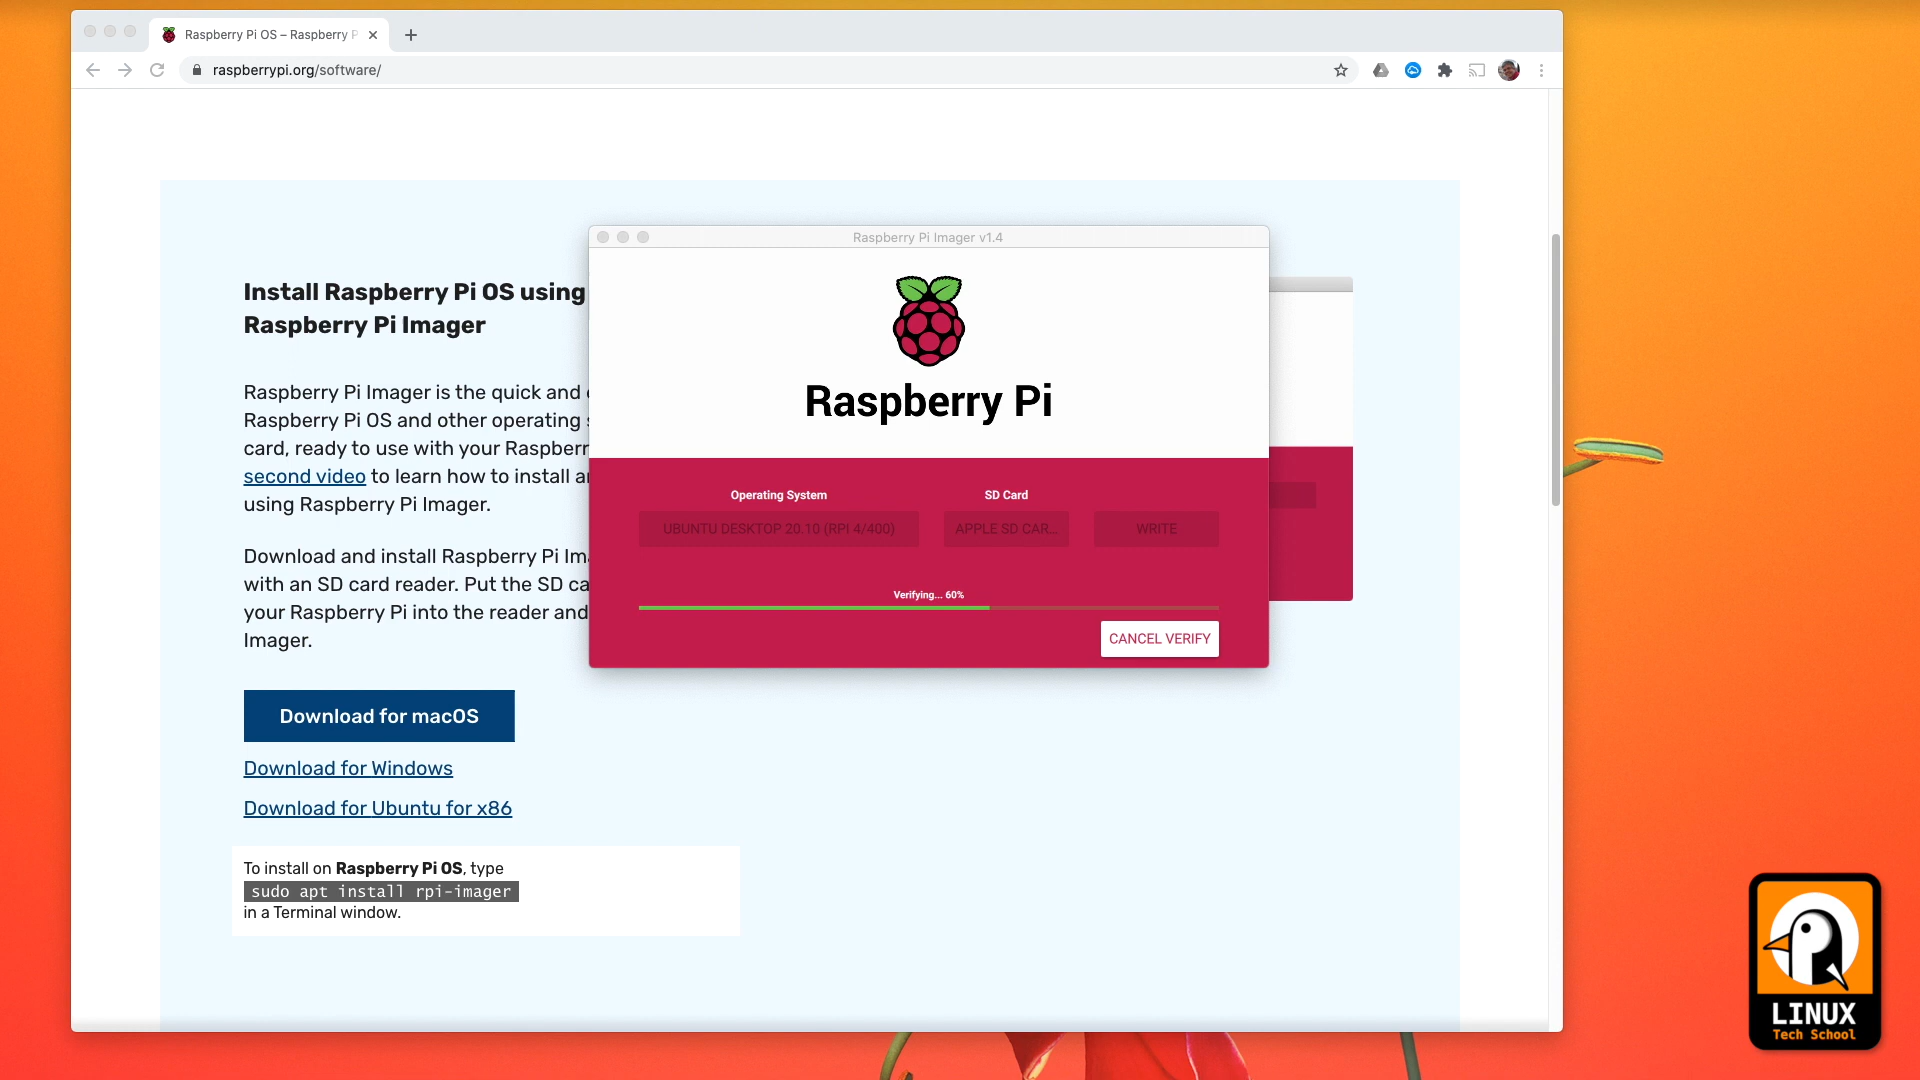 Raspberry Pi OS – Raspberry P
raspberrypi.org/software/
Install Raspberry Pi OS using
Raspberry Pi Imager
Raspberry Pi Imager is the quick and
Raspberry Pi OS and other operating
card, ready to use with your Raspberr
second video to learn how to install a
using Raspberry Pi Imager.
Download and install Raspberry Pi Im
with an SD card reader. Put the SD ca
your Raspberry Pi into the reader and
Imager.
Download for macOS
Download for Windows
Download for Ubuntu for x86
To install on Raspberry Pi OS, type
sudo apt install rpi-imager
in a Terminal window.
Raspberry Pi Imager v1.4
Raspberry Pi
Operating System
SD Card
UBUNTU DESKTOP 20.10 (RPI 4/400)
APPLE SD CAR...
WRITE
Verifying... 60%
CANCEL VERIFY
LINUX
Tech School